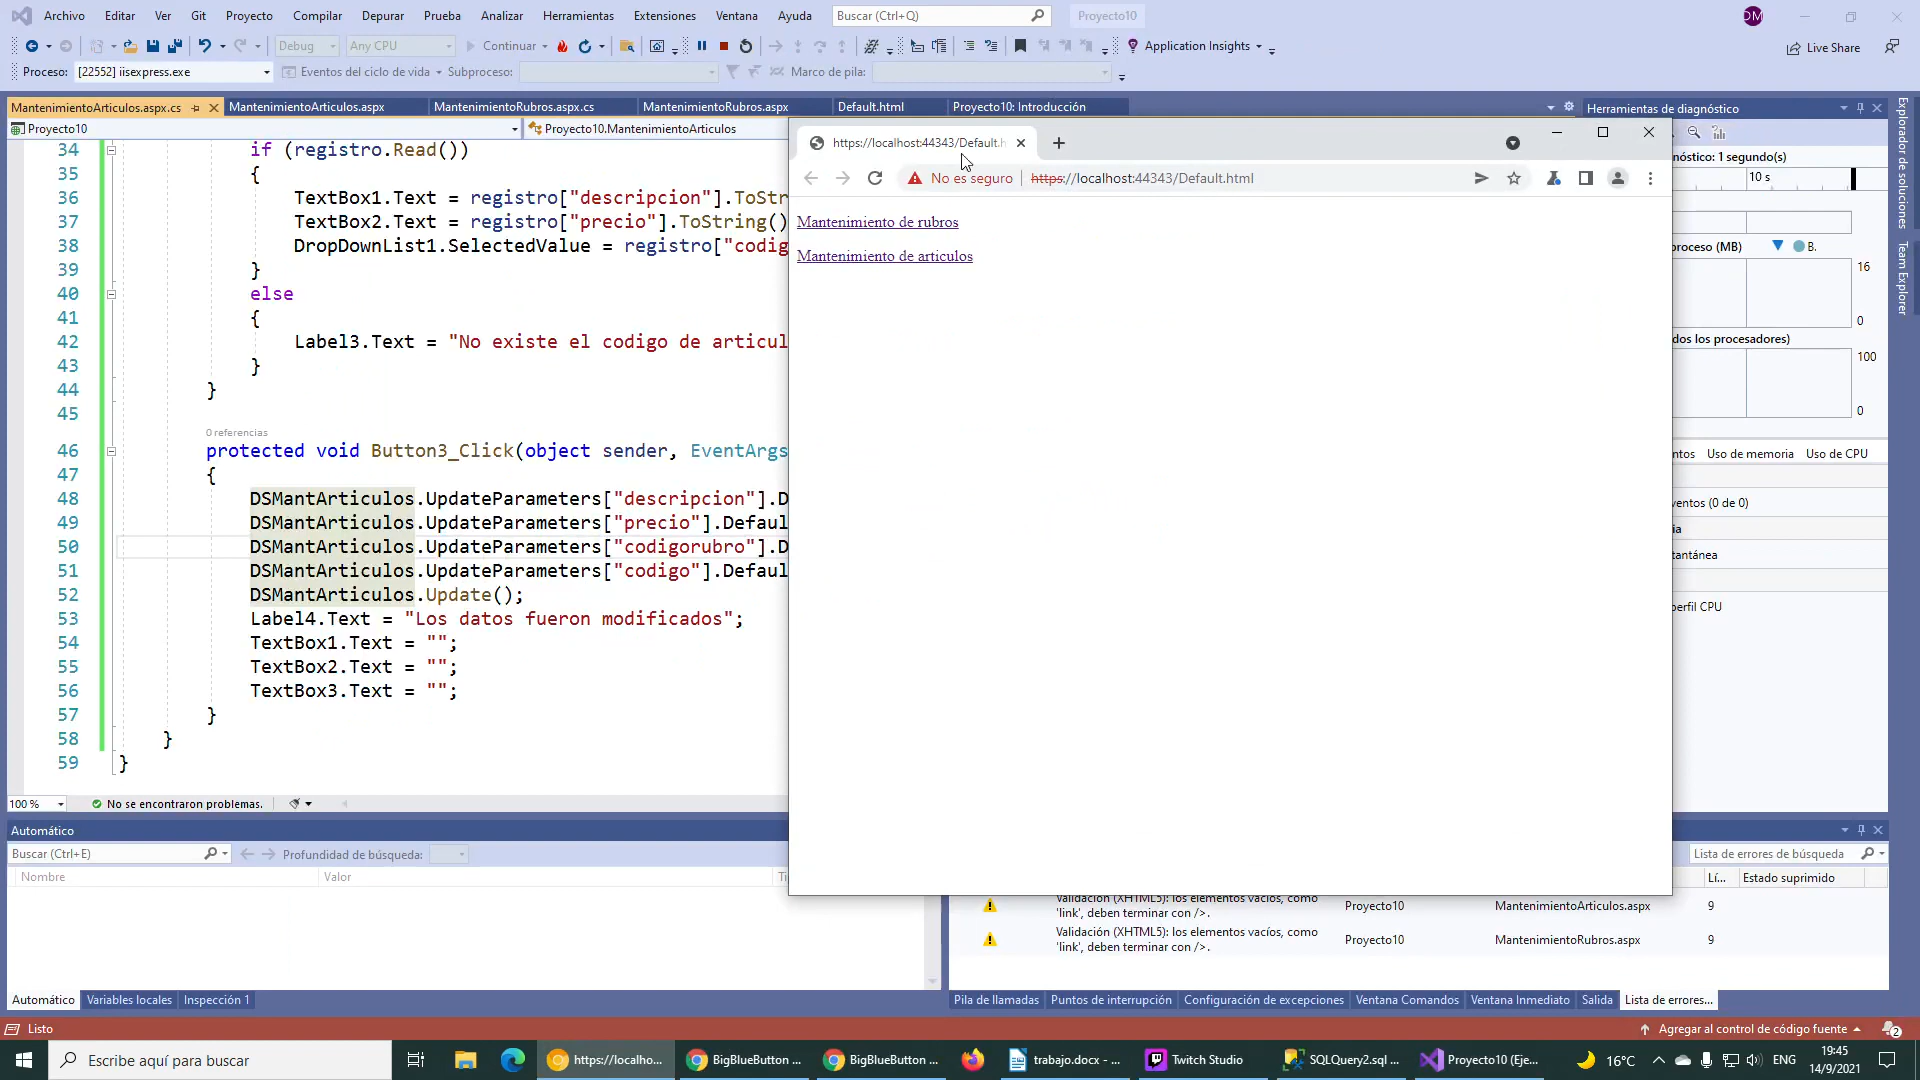 Archivo Editar Ver Git Proyecto Compilar Depurar Prueba Analizar Herramientas Extensiones Ventana Ayuda Buscar (Ctrl+Q) Proyecto10 DM
Debug Any CPU Continuar Application Insights Live Share
Proceso: [22552] iisexpress.exe Eventos del ciclo de vida Subproceso: Marco de pila:
MantenimientoArticulos.aspx.cs MantenimientoArticulos.aspx MantenimientoRubros.aspx.cs MantenimientoRubros.aspx Default.html Proyecto10: Introducción
Proyecto10 Proyecto10.MantenimientoArticulos
34 if (registro.Read())
35 {
36 TextBox1.Text = registro["descripcion"].ToStr
37 TextBox2.Text = registro["precio"].ToString()
38 DropDownList1.SelectedValue = registro["codig
39 }
40 else
41 {
42 Label3.Text = "No existe el codigo de articul
43 }
44 }
45
0 referencias
46 protected void Button3_Click(object sender, EventArgs
47 {
48 DSMantArticulos.UpdateParameters["descripcion"].D
49 DSMantArticulos.UpdateParameters["precio"].Defaul
50 DSMantArticulos.UpdateParameters["codigorubro"].D
51 DSMantArticulos.UpdateParameters["codigo"].Defaul
52 DSMantArticulos.Update();
53 Label4.Text = "Los datos fueron modificados";
54 TextBox1.Text = "";
55 TextBox2.Text = "";
56 TextBox3.Text = "";
57 }
58 }
59 }
100 % No se encontraron problemas.
https://localhost:44343/Default.h
No es seguro https://localhost:44343/Default.html
Mantenimiento de rubros
Mantenimiento de articulos
Herramientas de diagnóstico
nóstico: 1 segundo(s)
10 s
proceso (MB) B.
16
0
dos los procesadores)
100
0
ntos Uso de memoria Uso de CPU
ventos (0 de 0)
ia
tantánea
perfil CPU
Explorador de soluciones
Team Explorer
Automático
Buscar (Ctrl+E) Profundidad de búsqueda:
Nombre Valor
Automático Variables locales Inspección 1
Lista de errores de búsqueda
Lí... Estado suprimido
Validación (XHTML5): los elementos vacíos, como
'link', deben terminar con />. Proyecto10 MantenimientoArticulos.aspx 9
Validación (XHTML5): los elementos vacíos, como
'link', deben terminar con />. Proyecto10 MantenimientoRubros.aspx 9
Pila de llamadas Puntos de interrupción Configuración de excepciones Ventana Comandos Ventana Inmediato Salida Lista de errores...
Listo Agregar al control de código fuente 2
Escribe aquí para buscar https://localho... BigBlueButton ... BigBlueButton ... trabajo.docx - ... Twitch Studio SQLQuery2.sql ... Proyecto10 (Eje... 16°C ENG 19:45
14/9/2021